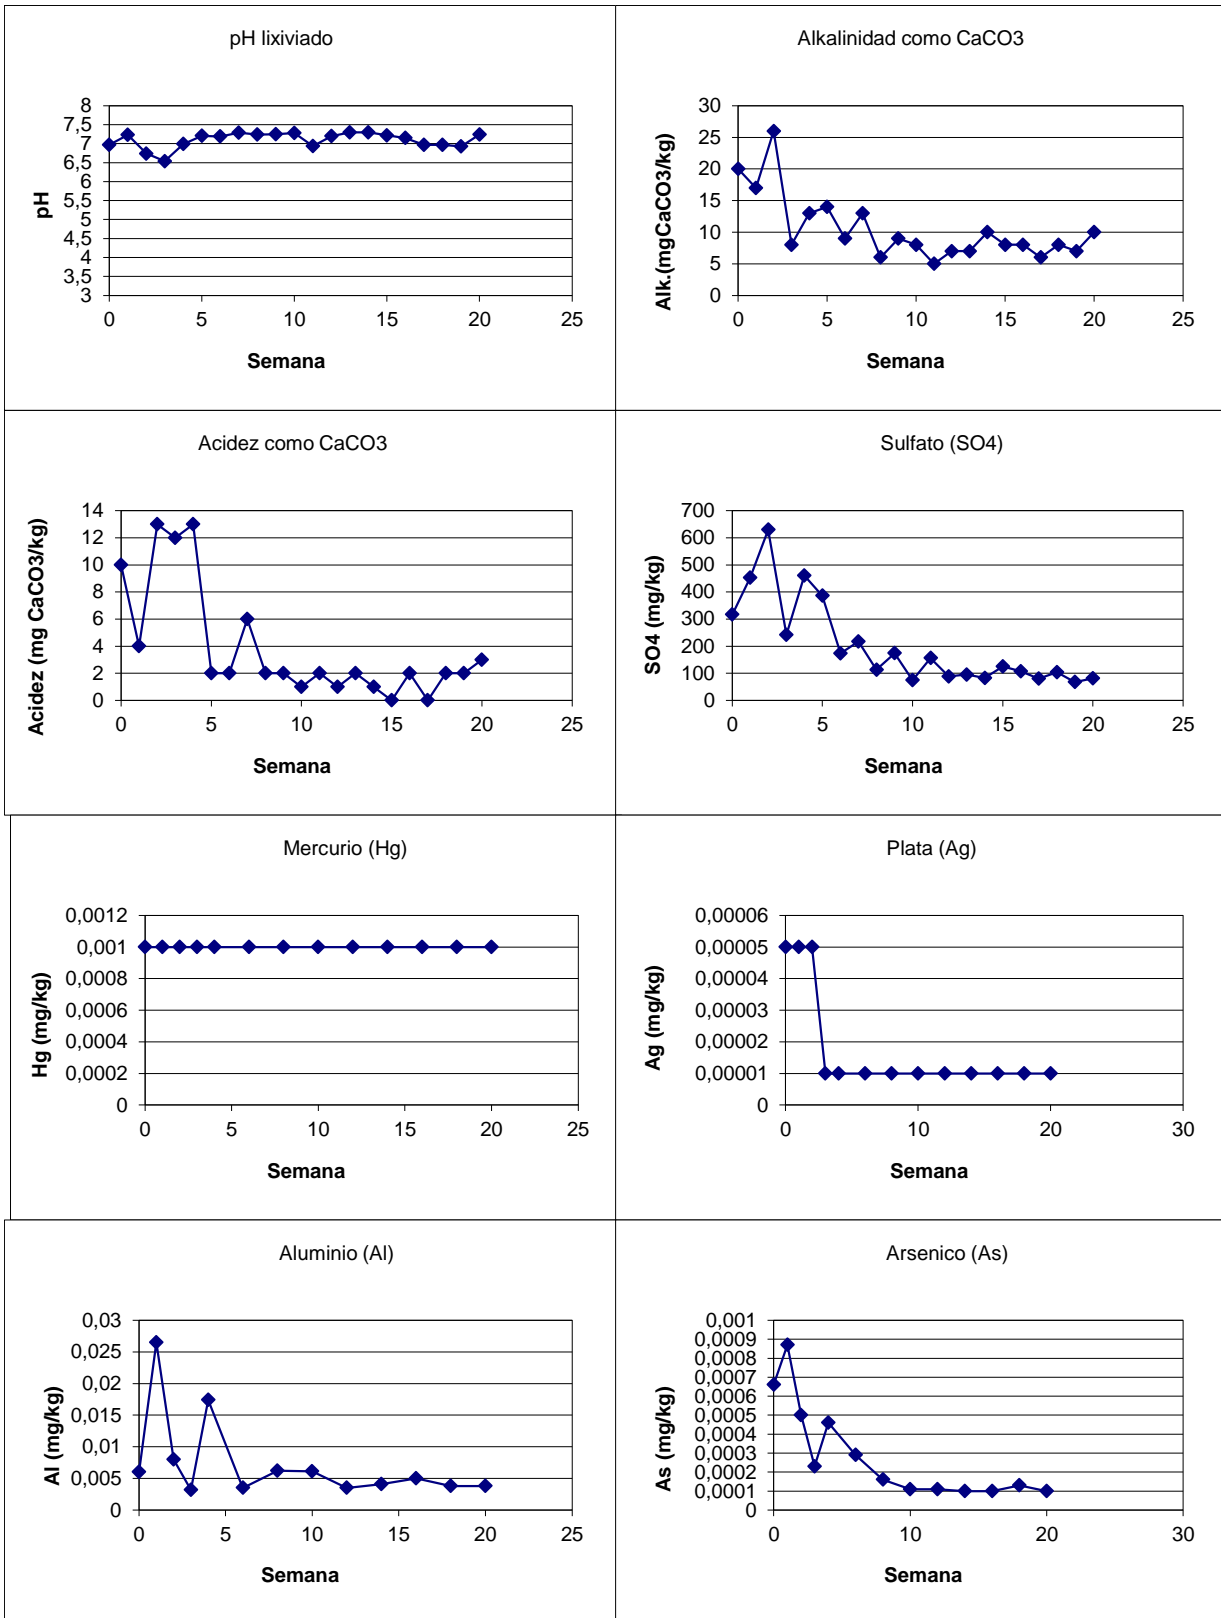 pH lixiviado
8
7,5
7
6,5
6
5,5
5
4,5
4
3,5
3
pH
0 5 10 15 20 25
Semana
Alkalinidad como CaCO3
30
25
20
15
10
5
0
Alk.(mgCaCO3/kg)
0 5 10 15 20 25
Semana
Acidez como CaCO3
14
12
10
8
6
4
2
0
Acidez (mg CaCO3/kg)
0 5 10 15 20 25
Semana
Sulfato (SO4)
700
600
500
400
300
200
100
0
SO4 (mg/kg)
0 5 10 15 20 25
Semana
Mercurio (Hg)
0,0012
0,001
0,0008
0,0006
0,0004
0,0002
0
Hg (mg/kg)
0 5 10 15 20 25
Semana
Plata (Ag)
0,00006
0,00005
0,00004
0,00003
0,00002
0,00001
0
Ag (mg/kg)
0 10 20 30
Semana
Aluminio (Al)
0,03
0,025
0,02
0,015
0,01
0,005
0
Al (mg/kg)
0 5 10 15 20 25
Semana
Arsenico (As)
0,001
0,0009
0,0008
0,0007
0,0006
0,0005
0,0004
0,0003
0,0002
0,0001
0
As (mg/kg)
0 10 20 30
Semana